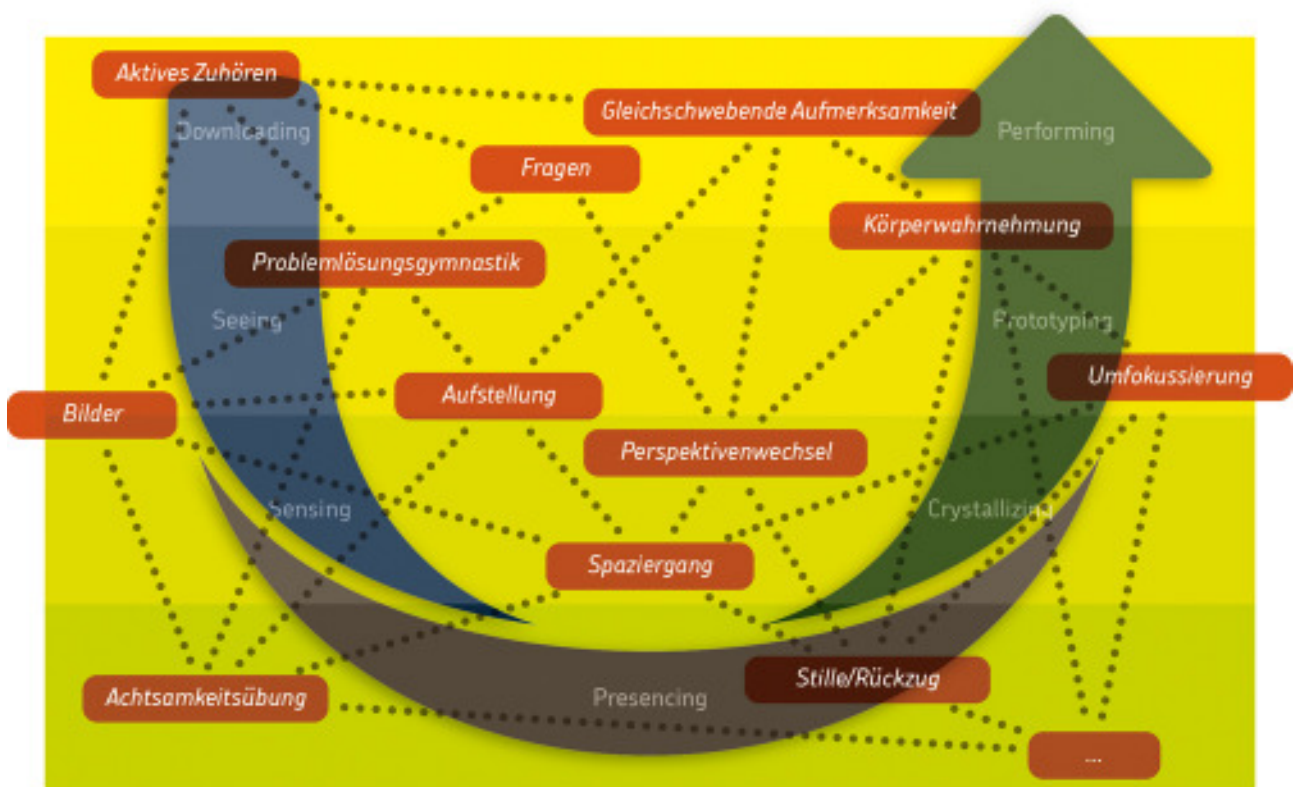 Aktives Zuhören
Gleichschwebende Aufmerksamkeit
Downloading
Performing
Fragen
Körperwahrnehmung
Problemlösungsgymnastik
Seeing
Prototyping
Umfokussierung
Aufstellung
Bilder
Perspektivenwechsel
Sensing
Crystallizing
Spaziergang
Stille/Rückzug
Achtsamkeitsübung
Presencing
...